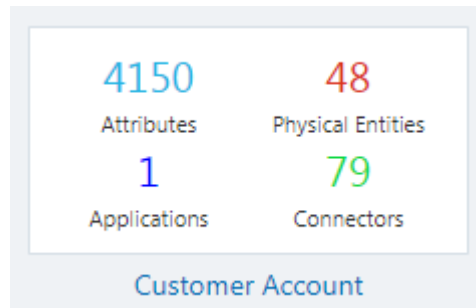 4150 48
Attributes Physical Entities
1 79
Applications Connectors
Customer Account